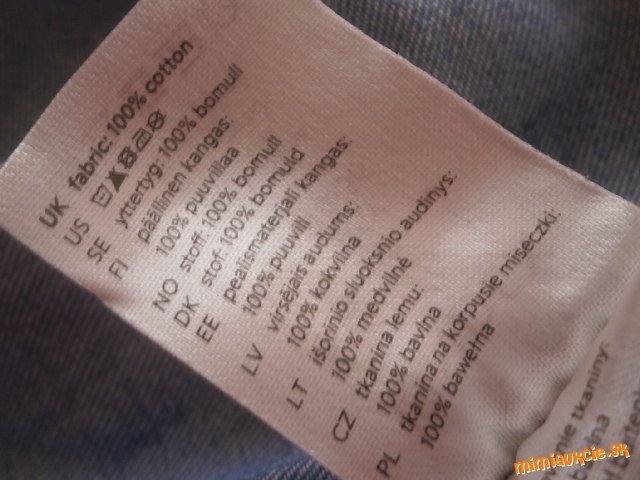 UK fabric: 100% cotton
US
SE yttertyg: 100% bomull
FI päällinen kangas:
100% puuvillaa
NO stoff: 100% bomull
DK stof: 100% bomuld
EE pealismaterjali kangas:
100% puuvill
LV virsējais audums:
100% kokvilna
LT išorinio sluoksnio audinys:
100% medvilnė
CZ tkanina lemu:
100% bavlna
PL tkanina na korpusie miseczki:
100% bawełna
tkaniny:
mimiaukcie.sk